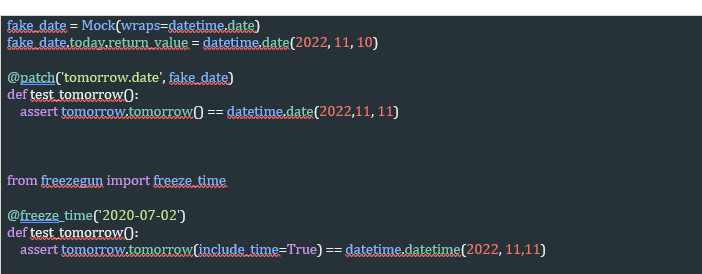 fake_date = Mock(wraps=datetime.date)
fake_date.today.return_value = datetime.date(2022, 11, 10)
@patch('tomorrow.date', fake_date)
def test_tomorrow():
assert tomorrow.tomorrow() == datetime.date(2022,11, 11)
from freezegun import freeze_time
@freeze_time('2020-07-02')
def test_tomorrow():
assert tomorrow.tomorrow(include_time=True) == datetime.datetime(2022, 11,11)